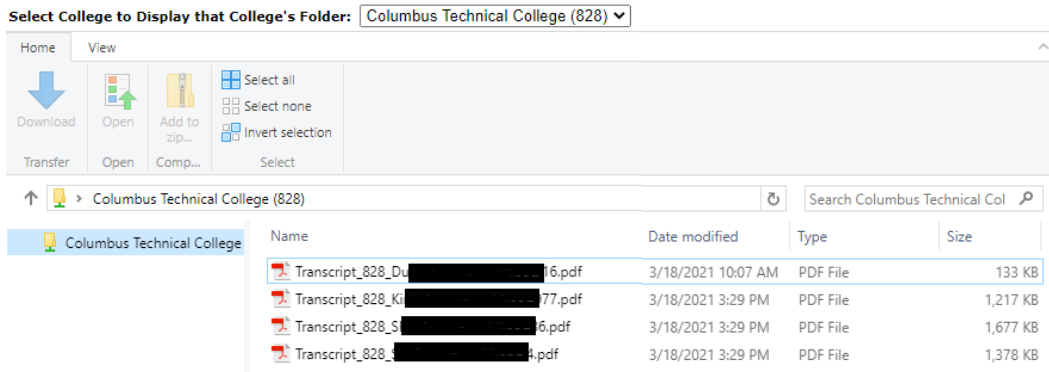 Select College to Display that College's Folder: Columbus Technical College (828)
Home View
Download Open Add to zip... Select all
Select none
Invert selection
Transfer Open Comp... Select
Columbus Technical College (828) Search Columbus Technical Col
Columbus Technical College
Name Date modified Type Size
Transcript_828_Du 16.pdf 3/18/2021 10:07 AM PDF File 133 KB
Transcript_828_Ki 977.pdf 3/18/2021 3:29 PM PDF File 1,217 KB
Transcript_828_S 6.pdf 3/18/2021 3:29 PM PDF File 1,677 KB
Transcript_828_S 4.pdf 3/18/2021 3:29 PM PDF File 1,378 KB